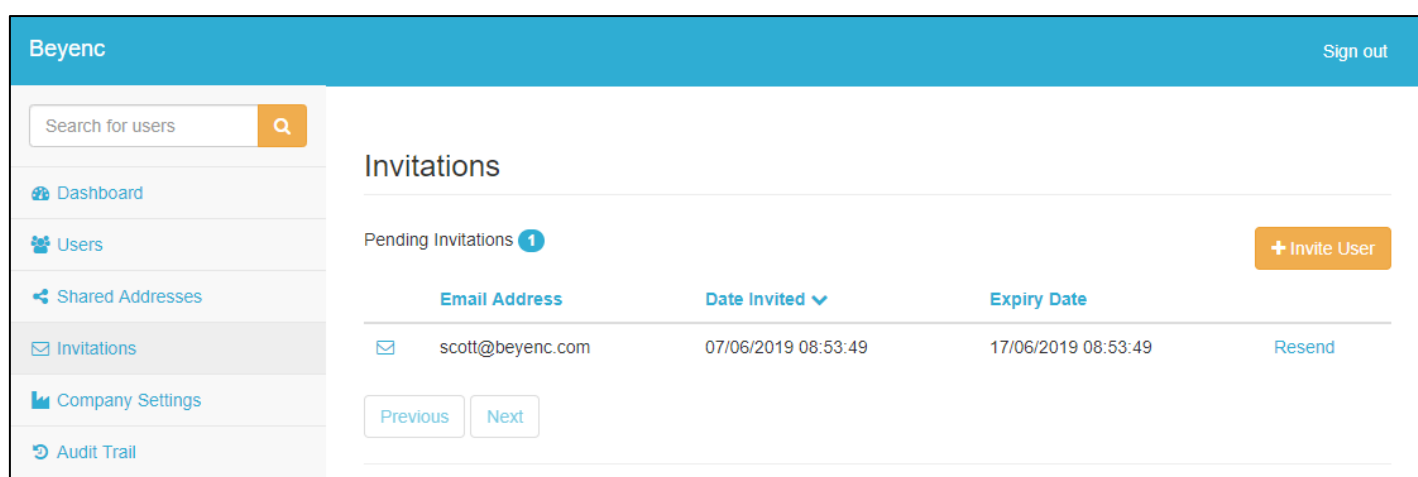 Beyenc
Sign out
Search for users
Dashboard
Users
Shared Addresses
Invitations
Company Settings
Audit Trail
Invitations
Pending Invitations 1
Invite User
Email Address Date Invited Expiry Date
scott@beyenc.com 07/06/2019 08:53:49 17/06/2019 08:53:49 Resend
Previous Next